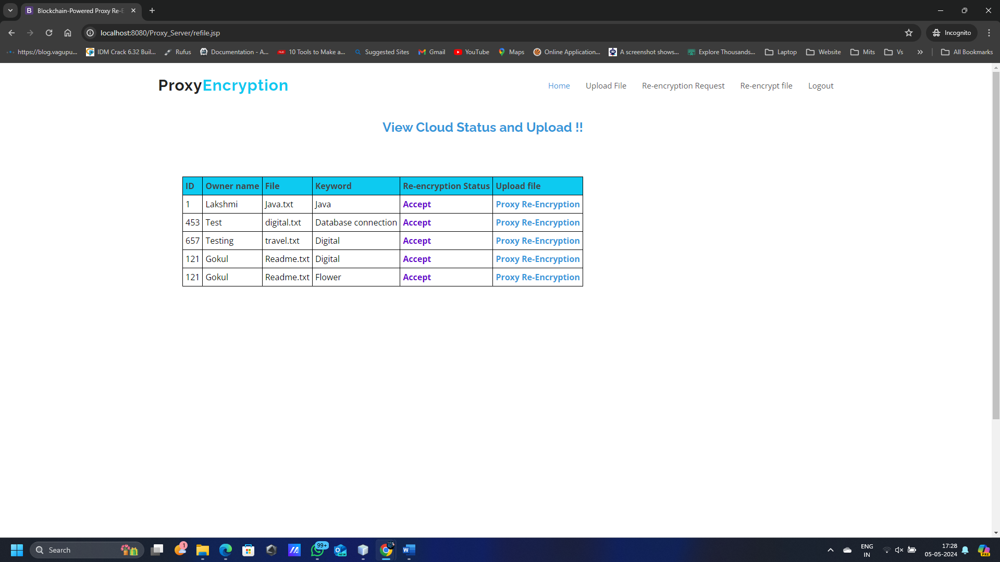 Blockchain-Powered Proxy Re-E
localhost:8080/Proxy_Server/refile.jsp
Incognito
https://blog.vagupu... IDM Crack 6.32 Buil... Rufus Documentation - A... 10 Tools to Make a... Suggested Sites Gmail YouTube Maps Online Application... A screenshot shows... Explore Thousands... Laptop Website Mits Vs All Bookmarks
ProxyEncryption
Home Upload File Re-encryption Request Re-encrypt file Logout
View Cloud Status and Upload !!
ID Owner name File Keyword Re-encryption Status Upload file
1 Lakshmi Java.txt Java Accept Proxy Re-Encryption
453 Test digital.txt Database connection Accept Proxy Re-Encryption
657 Testing travel.txt Digital Accept Proxy Re-Encryption
121 Gokul Readme.txt Digital Accept Proxy Re-Encryption
121 Gokul Readme.txt Flower Accept Proxy Re-Encryption
Search
1
99+
NEW
ENG
IN
17:28
05-05-2024
PRE